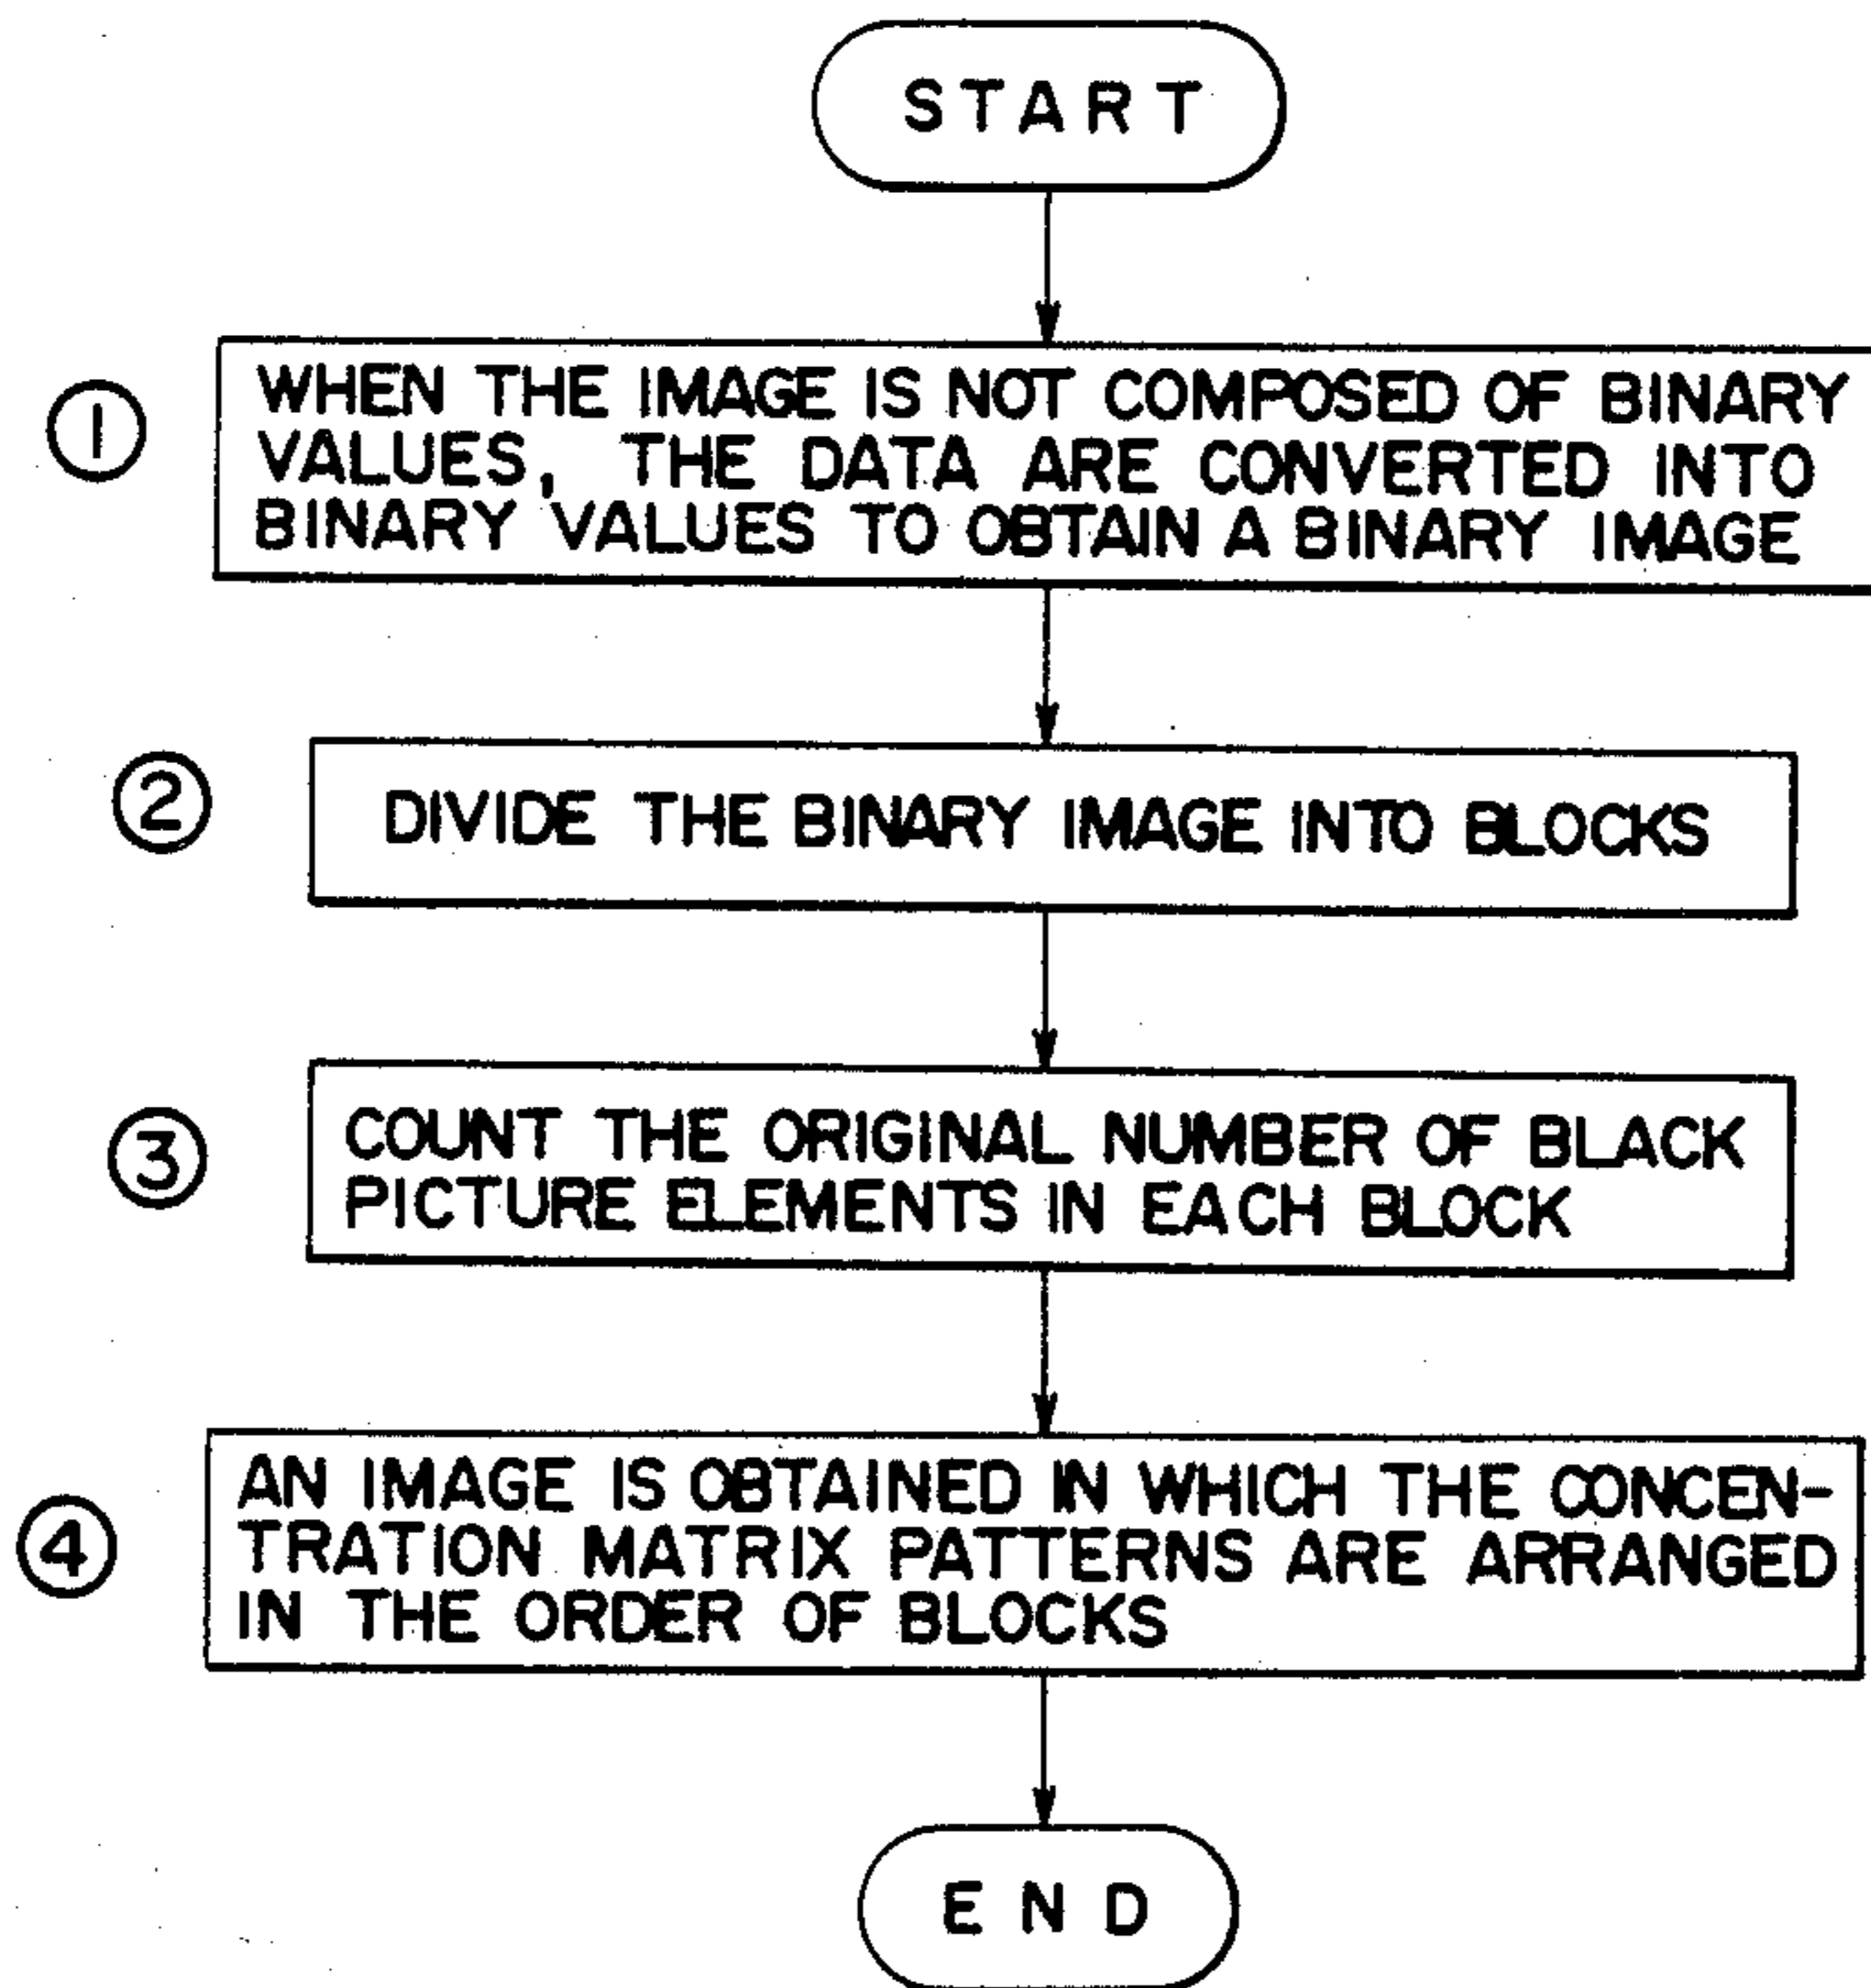 START
① WHEN THE IMAGE IS NOT COMPOSED OF BINARY
VALUES, THE DATA ARE CONVERTED INTO
BINARY VALUES TO OBTAIN A BINARY IMAGE
② DIVIDE THE BINARY IMAGE INTO BLOCKS
③ COUNT THE ORIGINAL NUMBER OF BLACK
PICTURE ELEMENTS IN EACH BLOCK
④ AN IMAGE IS OBTAINED IN WHICH THE CONCEN-
TRATION MATRIX PATTERNS ARE ARRANGED
IN THE ORDER OF BLOCKS
END